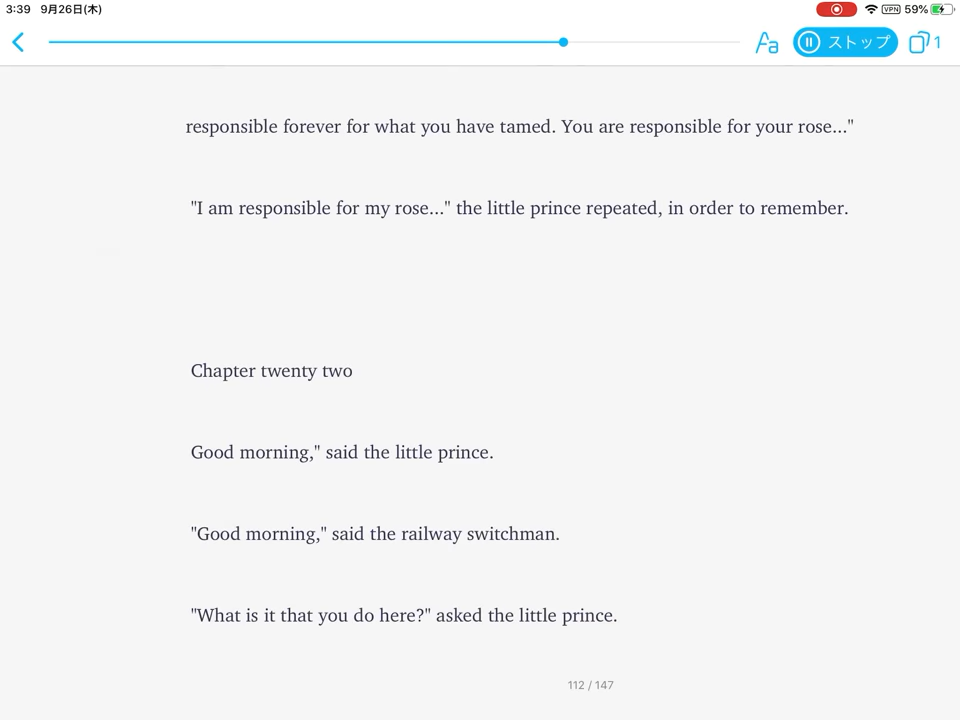 3:39 9月26日(木) VPN 59%
Aa ストップ 1
responsible forever for what you have tamed. You are responsible for your rose..."
"I am responsible for my rose..." the little prince repeated, in order to remember.
Chapter twenty two
Good morning," said the little prince.
"Good morning," said the railway switchman.
"What is it that you do here?" asked the little prince.
112 / 147